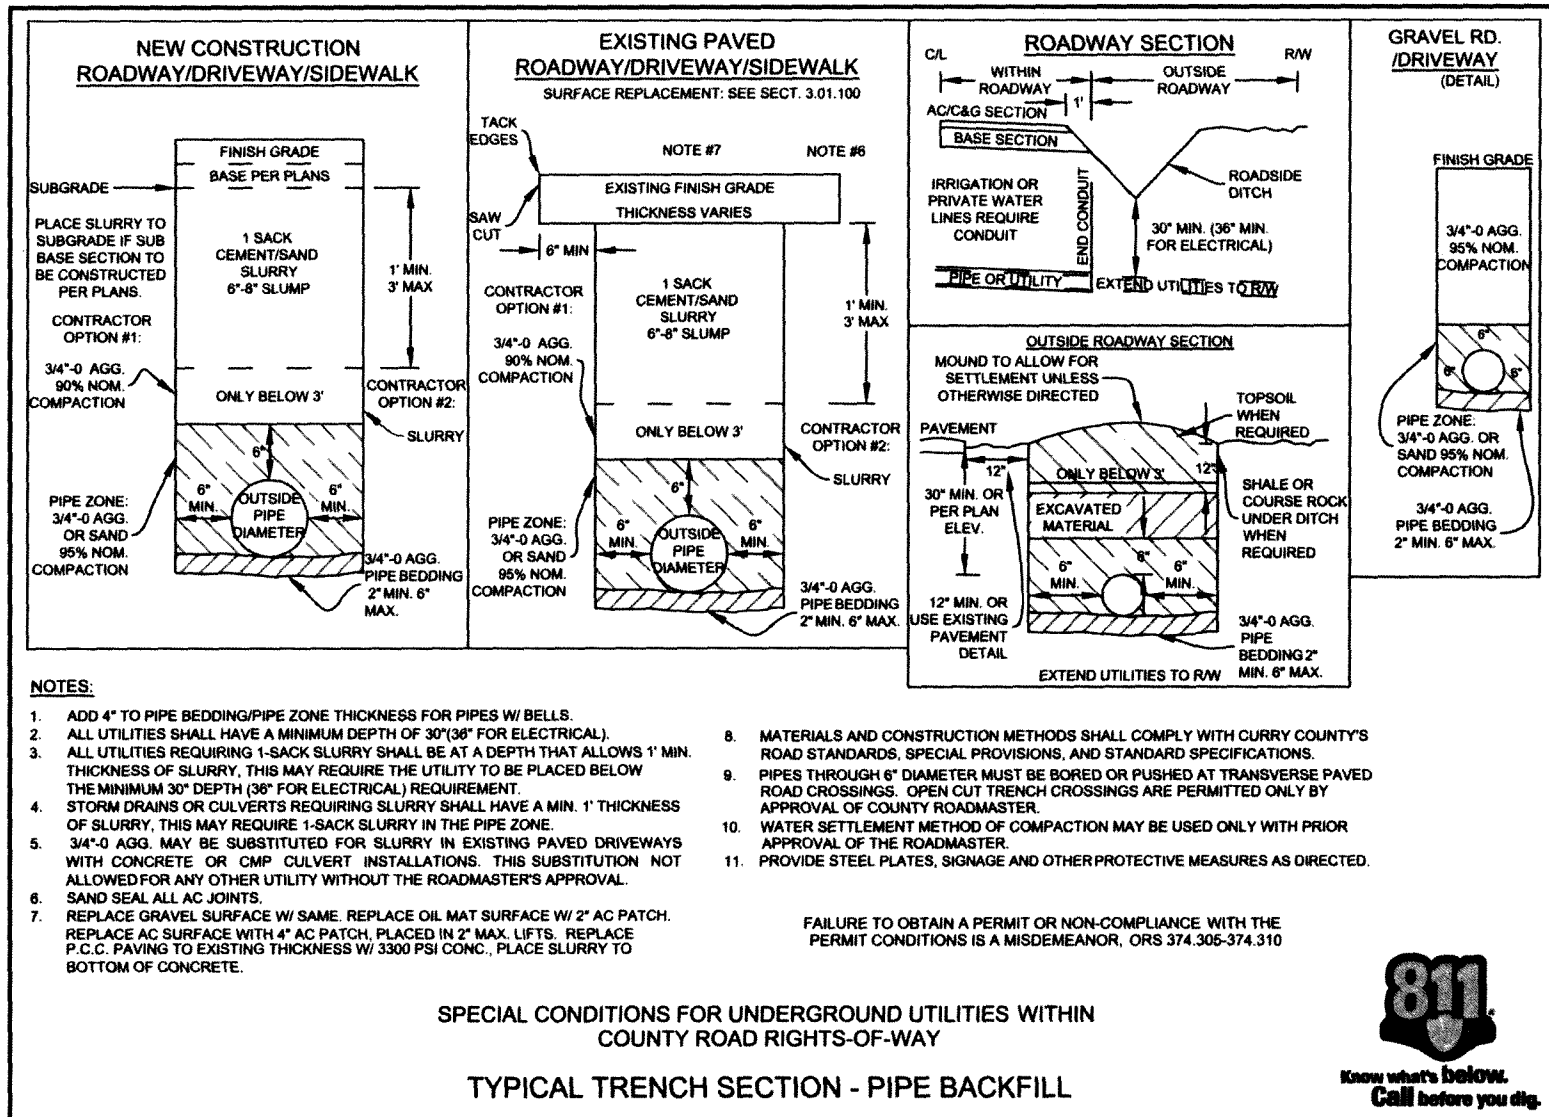 NEW CONSTRUCTION
ROADWAY/DRIVEWAY/SIDEWALK
FINISH GRADE
BASE PER PLANS
SUBGRADE
PLACE SLURRY TO
SUBGRADE IF SUB
BASE SECTION TO
BE CONSTRUCTED
PER PLANS.
1 SACK
CEMENT/SAND
SLURRY
6"-8" SLUMP
1' MIN.
3' MAX
CONTRACTOR
OPTION #1:
3/4"-0 AGG.
90% NOM.
COMPACTION
ONLY BELOW 3'
CONTRACTOR
OPTION #2:
SLURRY
6"
6"
MIN.
OUTSIDE
PIPE
DIAMETER
6"
MIN.
PIPE ZONE:
3/4"-0 AGG.
OR SAND
95% NOM.
COMPACTION
3/4"-0 AGG.
PIPE BEDDING
2" MIN. 6"
MAX.
EXISTING PAVED
ROADWAY/DRIVEWAY/SIDEWALK
SURFACE REPLACEMENT: SEE SECT. 3.01.100
TACK
EDGES
NOTE #7
NOTE #6
EXISTING FINISH GRADE
THICKNESS VARIES
SAW
CUT
6" MIN
CONTRACTOR
OPTION #1:
3/4"-0 AGG.
90% NOM.
COMPACTION
1 SACK
CEMENT/SAND
SLURRY
6"-8" SLUMP
1' MIN.
3' MAX
ONLY BELOW 3'
CONTRACTOR
OPTION #2:
SLURRY
6"
6"
MIN.
OUTSIDE
PIPE
DIAMETER
6"
MIN.
PIPE ZONE:
3/4"-0 AGG.
OR SAND
95% NOM.
COMPACTION
3/4"-0 AGG.
PIPE BEDDING
2" MIN. 6" MAX.
ROADWAY SECTION
C/L
R/W
WITHIN
ROADWAY
OUTSIDE
ROADWAY
1'
AC/C&G SECTION
BASE SECTION
IRRIGATION OR
PRIVATE WATER
LINES REQUIRE
CONDUIT
END CONDUIT
ROADSIDE
DITCH
30" MIN. (36" MIN.
FOR ELECTRICAL)
PIPE OR UTILITY
EXTEND UTILITIES TO R/W
OUTSIDE ROADWAY SECTION
MOUND TO ALLOW FOR
SETTLEMENT UNLESS
OTHERWISE DIRECTED
TOPSOIL
WHEN
REQUIRED
PAVEMENT
12"
ONLY BELOW 3'
12"
30" MIN. OR
PER PLAN
ELEV.
EXCAVATED
MATERIAL
SHALE OR
COURSE ROCK
UNDER DITCH
WHEN
REQUIRED
6"
6"
MIN.
6"
MIN.
12" MIN. OR
USE EXISTING
PAVEMENT
DETAIL
3/4"-0 AGG.
PIPE
BEDDING 2"
MIN. 6" MAX.
EXTEND UTILITIES TO R/W
GRAVEL RD.
/DRIVEWAY
(DETAIL)
FINISH GRADE
3/4"-0 AGG.
95% NOM.
COMPACTION
6"
6"
6"
PIPE ZONE:
3/4"-0 AGG. OR
SAND 95% NOM.
COMPACTION
3/4"-0 AGG.
PIPE BEDDING
2" MIN. 6" MAX.
NOTES:
1. ADD 4" TO PIPE BEDDING/PIPE ZONE THICKNESS FOR PIPES W/ BELLS.
2. ALL UTILITIES SHALL HAVE A MINIMUM DEPTH OF 30"(36" FOR ELECTRICAL).
3. ALL UTILITIES REQUIRING 1-SACK SLURRY SHALL BE AT A DEPTH THAT ALLOWS 1' MIN.
THICKNESS OF SLURRY, THIS MAY REQUIRE THE UTILITY TO BE PLACED BELOW
THE MINIMUM 30" DEPTH (36" FOR ELECTRICAL) REQUIREMENT.
4. STORM DRAINS OR CULVERTS REQUIRING SLURRY SHALL HAVE A MIN. 1' THICKNESS
OF SLURRY, THIS MAY REQUIRE 1-SACK SLURRY IN THE PIPE ZONE.
5. 3/4"-0 AGG. MAY BE SUBSTITUTED FOR SLURRY IN EXISTING PAVED DRIVEWAYS
WITH CONCRETE OR CMP CULVERT INSTALLATIONS. THIS SUBSTITUTION NOT
ALLOWED FOR ANY OTHER UTILITY WITHOUT THE ROADMASTER'S APPROVAL.
6. SAND SEAL ALL AC JOINTS.
7. REPLACE GRAVEL SURFACE W/ SAME. REPLACE OIL MAT SURFACE W/ 2" AC PATCH.
REPLACE AC SURFACE WITH 4" AC PATCH, PLACED IN 2" MAX. LIFTS. REPLACE
P.C.C. PAVING TO EXISTING THICKNESS W/ 3300 PSI CONC., PLACE SLURRY TO
BOTTOM OF CONCRETE.
8. MATERIALS AND CONSTRUCTION METHODS SHALL COMPLY WITH CURRY COUNTY'S
ROAD STANDARDS, SPECIAL PROVISIONS, AND STANDARD SPECIFICATIONS.
9. PIPES THROUGH 6" DIAMETER MUST BE BORED OR PUSHED AT TRANSVERSE PAVED
ROAD CROSSINGS. OPEN CUT TRENCH CROSSINGS ARE PERMITTED ONLY BY
APPROVAL OF COUNTY ROADMASTER.
10. WATER SETTLEMENT METHOD OF COMPACTION MAY BE USED ONLY WITH PRIOR
APPROVAL OF THE ROADMASTER.
11. PROVIDE STEEL PLATES, SIGNAGE AND OTHER PROTECTIVE MEASURES AS DIRECTED.
FAILURE TO OBTAIN A PERMIT OR NON-COMPLIANCE WITH THE
PERMIT CONDITIONS IS A MISDEMEANOR, ORS 374.305-374.310
SPECIAL CONDITIONS FOR UNDERGROUND UTILITIES WITHIN
COUNTY ROAD RIGHTS-OF-WAY
TYPICAL TRENCH SECTION - PIPE BACKFILL
811
Know what's below.
Call before you dig.